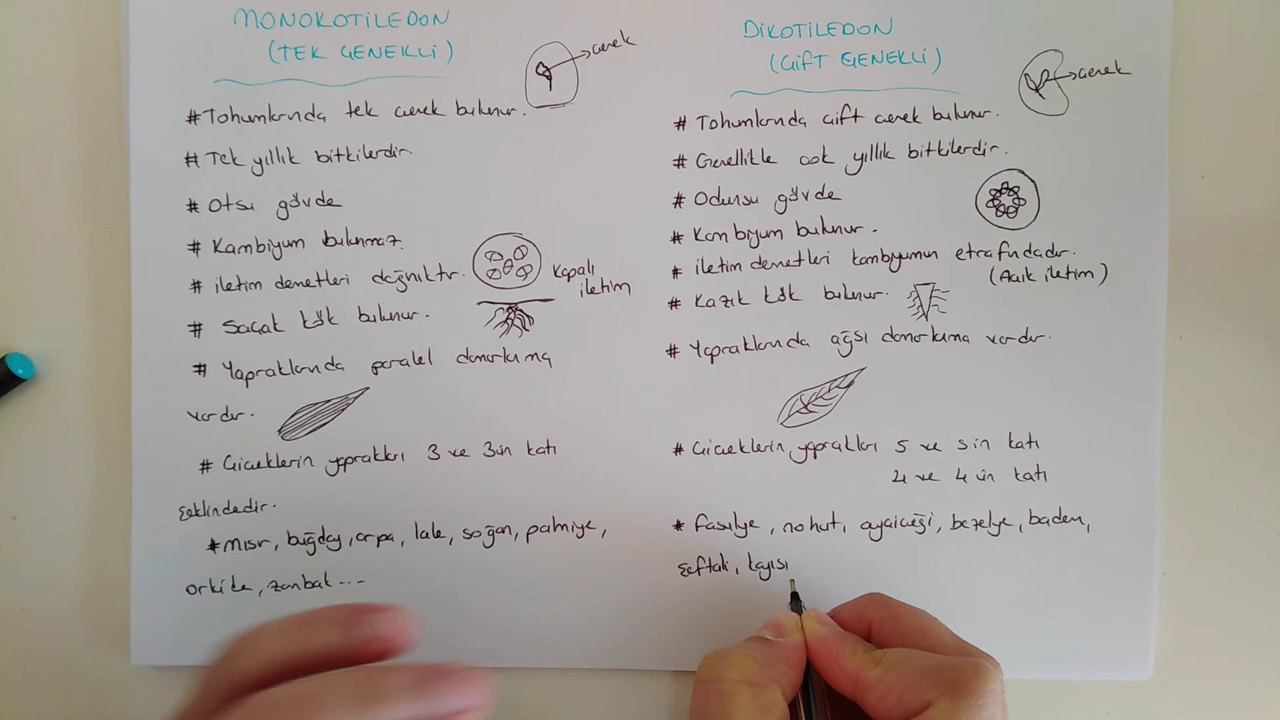 MONOKOTİLEDON
(TEK ÇENEKLİ)
çenek
#Tohumlarında tek çenek bulunur.
# Tek yıllık bitkilerdir.
# Otsu gövde
# Kambiyum bulunmaz.
# iletim demetleri dağınıktır.
Kapalı
iletim
# Saçak kök bulunur.
# Yapraklarında paralel damarlanma
vardır.
# Çiçeklerin yaprakları 3 ve 3ün katı
şeklindedir.
*Mısır, buğday, arpa, lale, soğan, palmiye,
orkide, zambak ---
DİKOTİLEDON
(ÇİFT ÇENEKLİ)
çenek
# Tohumlarında çift çenek bulunur.
# Genellikle çok yıllık bitkilerdir.
# Odunsu gövde
# Kambiyum bulunur.
* iletim demetleri kambiyumun etrafındadır.
(Açık iletim)
# Kazık kök bulunur.
# Yapraklarında ağsı damarlanma vardır.
# Çiçeklerin yaprakları 5 ve 5in katı
4 ve 4 ün katı
* Fasulye, nohut, ayçiçeği, bezelye, badem,
şeftali, kayısı